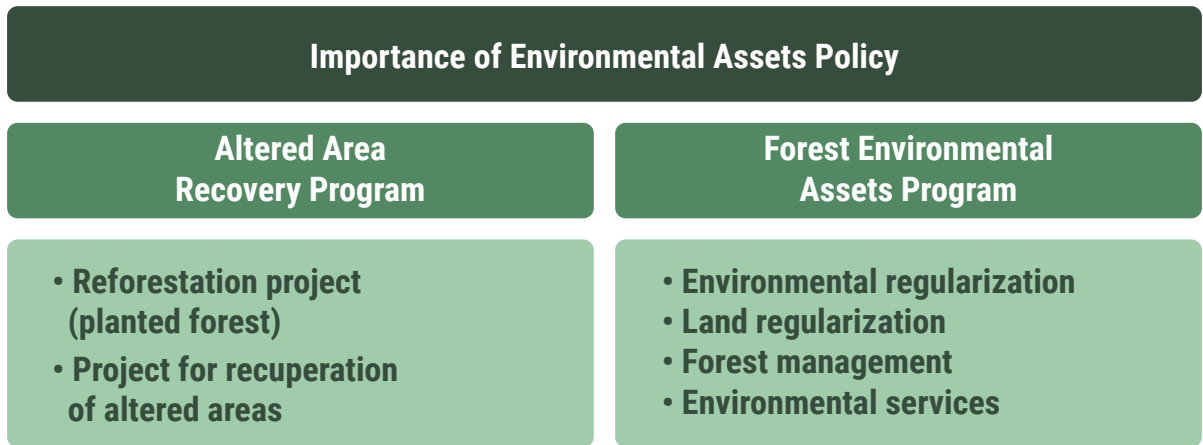 Importance of Environmental Assets Policy
Altered Area
Recovery Program
• Reforestation project
(planted forest)
• Project for recuperation
of altered areas
Forest Environmental
Assets Program
• Environmental regularization
• Land regularization
• Forest management
• Environmental services